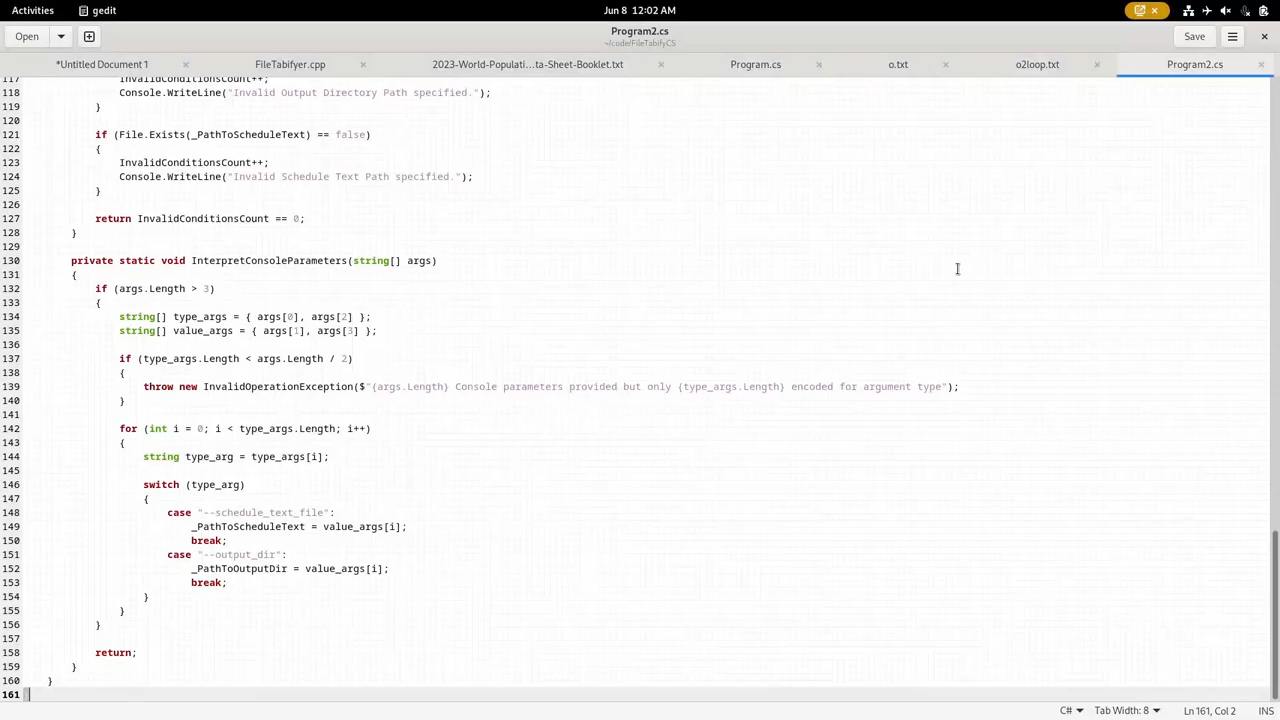 Activities gedit Jun 8 12:02 AM
Open Program2.cs Save
~/code/FileTabifyCS
*Untitled Document 1 FileTabifyer.cpp 2023-World-Populati...ta-Sheet-Booklet.txt Program.cs o.txt o2loop.txt Program2.cs
117 InvalidConditionsCount++;
118 Console.WriteLine("Invalid Output Directory Path specified.");
119 }
120
121 if (File.Exists(_PathToScheduleText) == false)
122 {
123 InvalidConditionsCount++;
124 Console.WriteLine("Invalid Schedule Text Path specified.");
125 }
126
127 return InvalidConditionsCount == 0;
128 }
129
130 private static void InterpretConsoleParameters(string[] args)
131 {
132 if (args.Length > 3)
133 {
134 string[] type_args = { args[0], args[2] };
135 string[] value_args = { args[1], args[3] };
136
137 if (type_args.Length < args.Length / 2)
138 {
139 throw new InvalidOperationException($"{args.Length} Console parameters provided but only {type_args.Length} encoded for argument type");
140 }
141
142 for (int i = 0; i < type_args.Length; i++)
143 {
144 string type_arg = type_args[i];
145
146 switch (type_arg)
147 {
148 case "--schedule_text_file":
149 _PathToScheduleText = value_args[i];
150 break;
151 case "--output_dir":
152 _PathToOutputDir = value_args[i];
153 break;
154 }
155 }
156 }
157
158 return;
159 }
160 }
161
C# Tab Width: 8 Ln 161, Col 2 INS